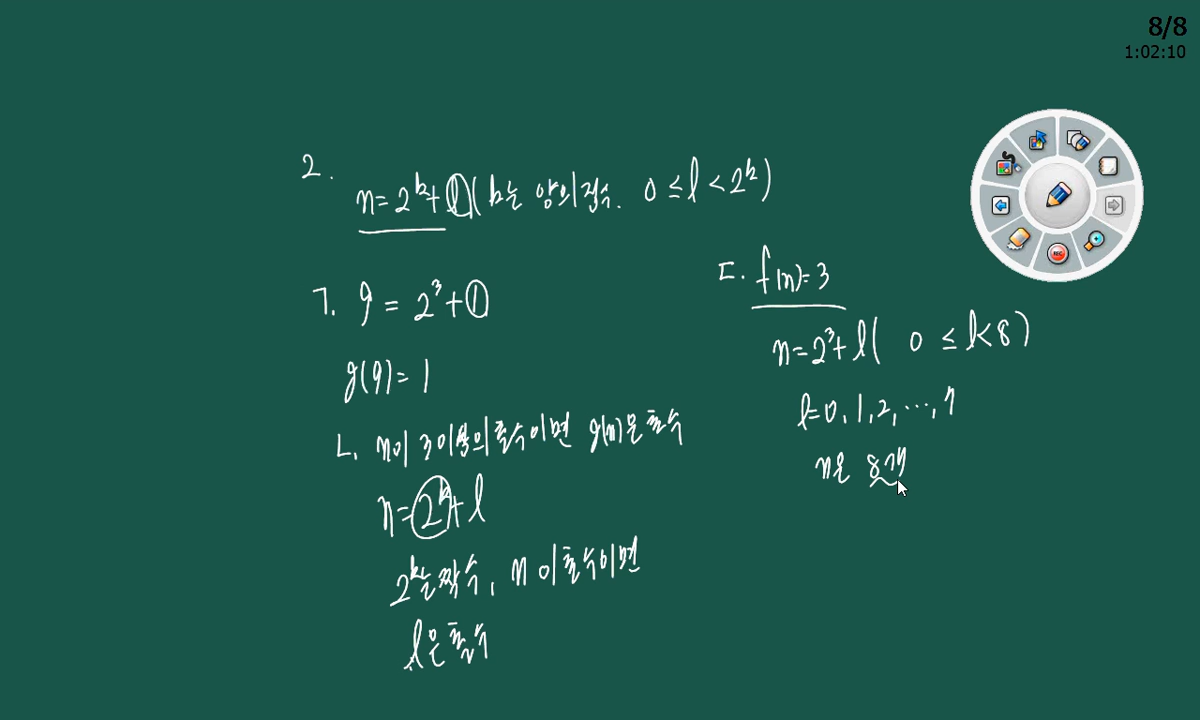 8/8
1:02:10
2.
n=2^k+l(k는 양의 정수. 0≤l<2^k)
ㄱ. 9=2^3+1
g(9)=1
ㄴ. n이 3이상의 홀수이면 g(n)은 홀수
n=2^k+l
2^k는 짝수, n이 홀수이면
l은 홀수
ㄷ. f(n)=3
n=2^3+l( 0≤l<8)
l=0,1,2,…,7
n은 8개
REC